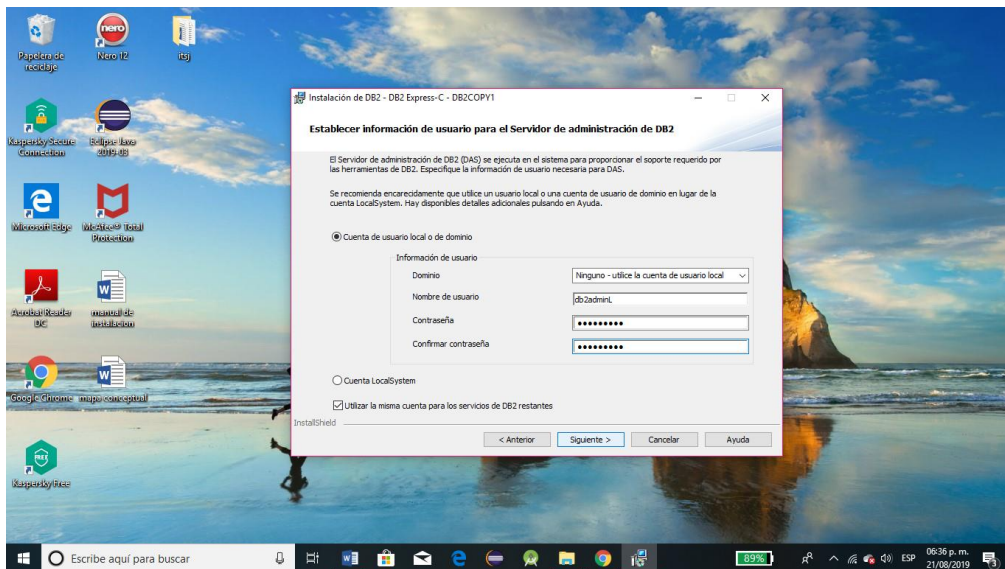 Papelera de
reciclaje
Nero 12
itsj
Kaspersky Secure
Connection
Eclipse Java
2019-03
Microsoft Edge
McAfee® Total
Protection
Acrobat Reader
DC
manual de
instalacion
Google Chrome
mapa conceptual
Kaspersky Free
Instalación de DB2 - DB2 Express-C - DB2COPY1
Establecer información de usuario para el Servidor de administración de DB2
El Servidor de administración de DB2 (DAS) se ejecuta en el sistema para proporcionar el soporte requerido por
las herramientas de DB2. Especifique la información de usuario necesaria para DAS.
Se recomienda encarecidamente que utilice un usuario local o una cuenta de usuario de dominio en lugar de la
cuenta LocalSystem. Hay disponibles detalles adicionales pulsando en Ayuda.
Cuenta de usuario local o de dominio
Información de usuario
Dominio
Ninguno - utilice la cuenta de usuario local
Nombre de usuario
db2adminL
Contraseña
●●●●●●●●●
Confirmar contraseña
●●●●●●●●●
Cuenta LocalSystem
Utilizar la misma cuenta para los servicios de DB2 restantes
InstallShield
< Anterior
Siguiente >
Cancelar
Ayuda
Escribe aquí para buscar
89%
ESP
06:36 p. m.
21/08/2019